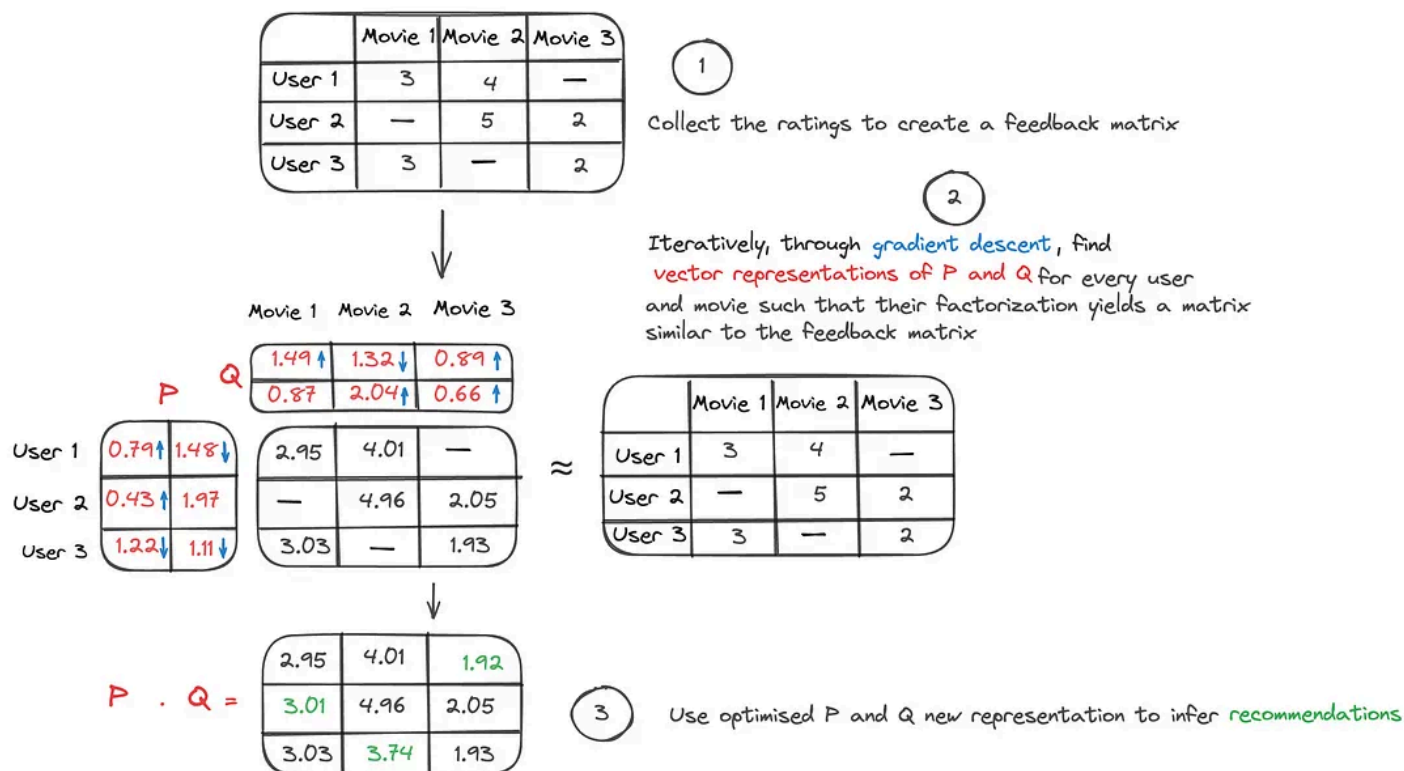 Movie 1 Movie 2 Movie 3
User 1 3 4 —
User 2 — 5 2
User 3 3 — 2
1
Collect the ratings to create a feedback matrix
2
Iteratively, through gradient descent, find
vector representations of P and Q for every user
and movie such that their factorization yields a matrix
similar to the feedback matrix
Movie 1 Movie 2 Movie 3
Q
1.49↑ 1.32↓ 0.89↑
0.87 2.04↑ 0.66↑
P
User 1 0.79↑ 1.48↓
User 2 0.43↑ 1.97
User 3 1.22↓ 1.11↓
2.95 4.01 —
— 4.96 2.05
3.03 — 1.93
≈
Movie 1 Movie 2 Movie 3
User 1 3 4 —
User 2 — 5 2
User 3 3 — 2
P . Q =
2.95 4.01 1.92
3.01 4.96 2.05
3.03 3.74 1.93
3
Use optimised P and Q new representation to infer recommendations